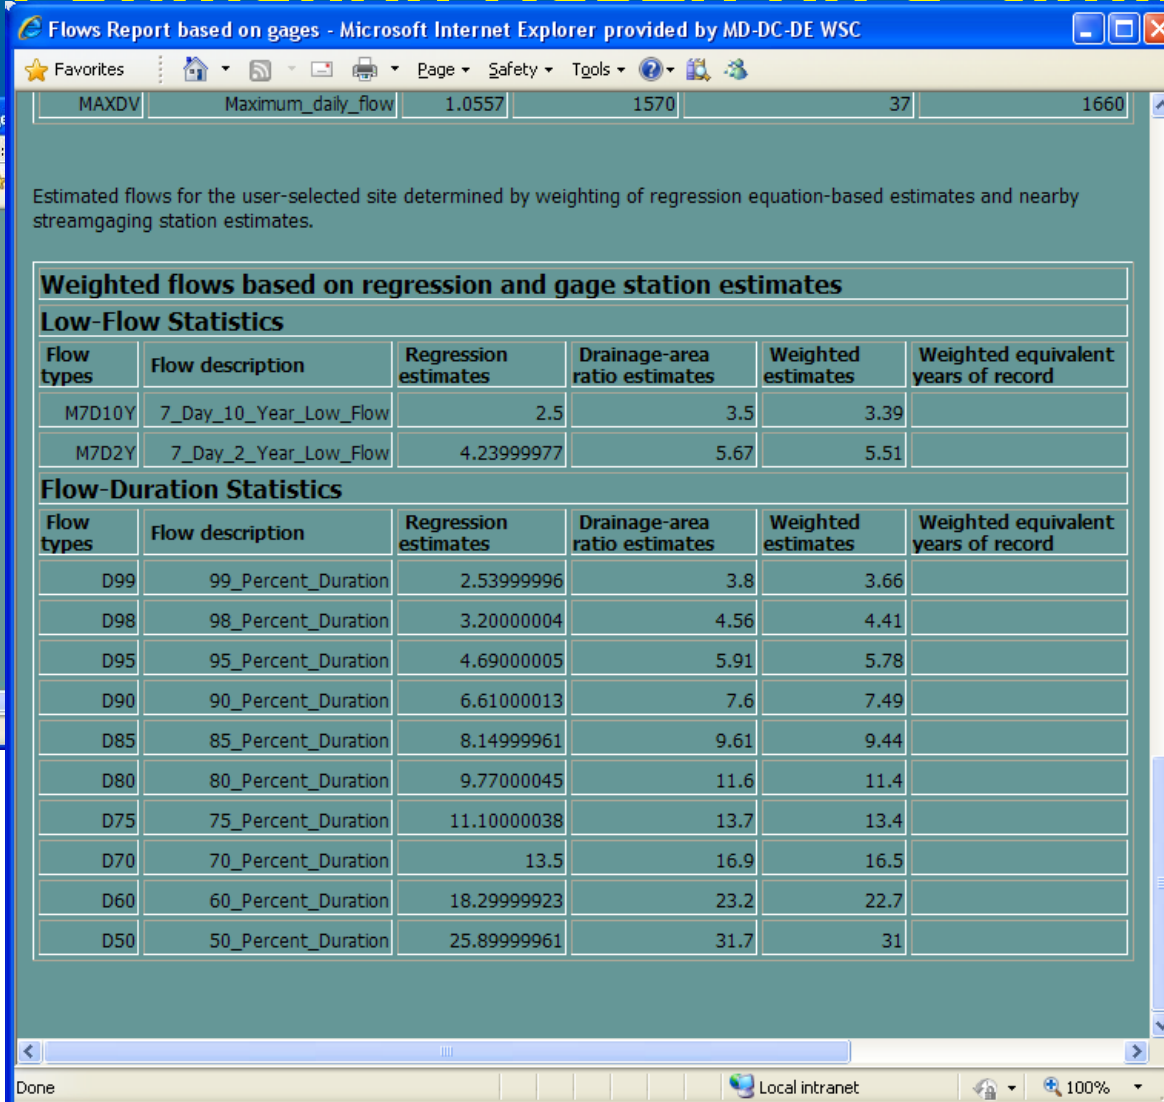 Flows Report based on gages - Microsoft Internet Explorer provided by MD-DC-DE WSC
Favorites Page Safety Tools
MAXDV Maximum_daily_flow 1.0557 1570 37 1660
Estimated flows for the user-selected site determined by weighting of regression equation-based estimates and nearby
streamgaging station estimates.
Weighted flows based on regression and gage station estimates
Low-Flow Statistics
Flow types Flow description Regression estimates Drainage-area ratio estimates Weighted estimates Weighted equivalent years of record
M7D10Y 7_Day_10_Year_Low_Flow 2.5 3.5 3.39
M7D2Y 7_Day_2_Year_Low_Flow 4.23999977 5.67 5.51
Flow-Duration Statistics
Flow types Flow description Regression estimates Drainage-area ratio estimates Weighted estimates Weighted equivalent years of record
D99 99_Percent_Duration 2.53999996 3.8 3.66
D98 98_Percent_Duration 3.20000004 4.56 4.41
D95 95_Percent_Duration 4.69000005 5.91 5.78
D90 90_Percent_Duration 6.61000013 7.6 7.49
D85 85_Percent_Duration 8.14999961 9.61 9.44
D80 80_Percent_Duration 9.77000045 11.6 11.4
D75 75_Percent_Duration 11.10000038 13.7 13.4
D70 70_Percent_Duration 13.5 16.9 16.5
D60 60_Percent_Duration 18.29999923 23.2 22.7
D50 50_Percent_Duration 25.89999961 31.7 31
Done Local intranet 100%